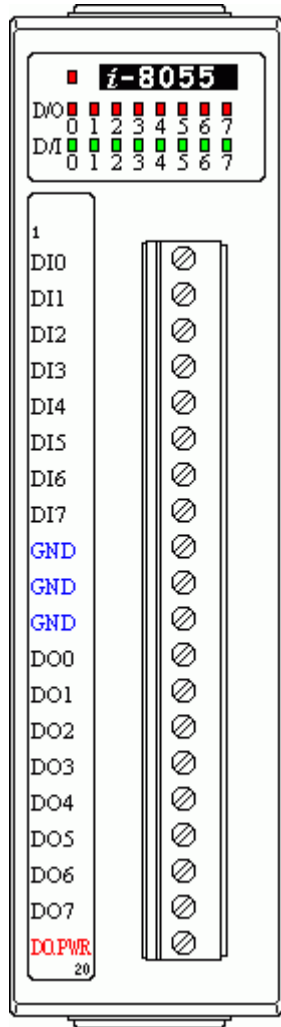 i-8055
D/O
0 1 2 3 4 5 6 7
D/I
0 1 2 3 4 5 6 7
1
DI0
DI1
DI2
DI3
DI4
DI5
DI6
DI7
GND
GND
GND
DO0
DO1
DO2
DO3
DO4
DO5
DO6
DO7
DO.PWR
20